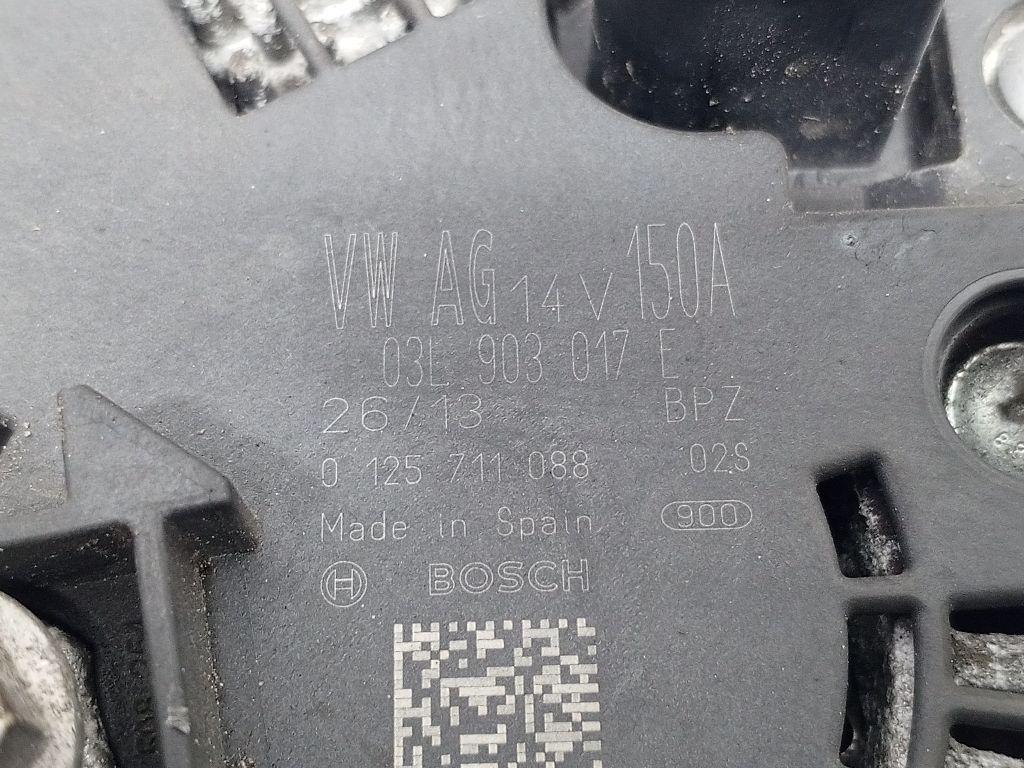 VW AG 14V 150A
03L 903 017 E
26/13 BPZ
0 125 711 088 02S
Made in Spain 900
BOSCH